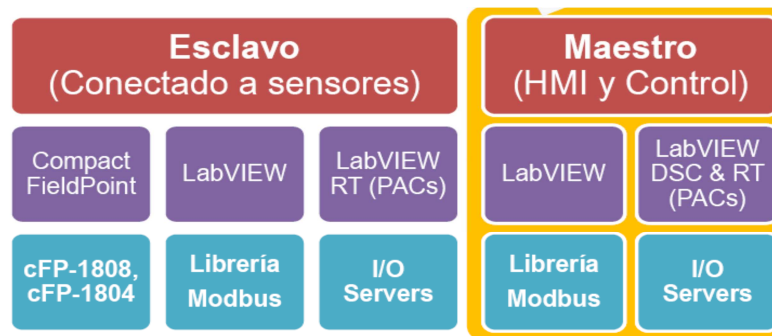 Esclavo
(Conectado a sensores)
Maestro
(HMI y Control)
Compact
FieldPoint
LabVIEW
LabVIEW
RT (PACs)
LabVIEW
LabVIEW
DSC & RT
(PACs)
cFP-1808,
cFP-1804
Librería
Modbus
I/O
Servers
Librería
Modbus
I/O
Servers